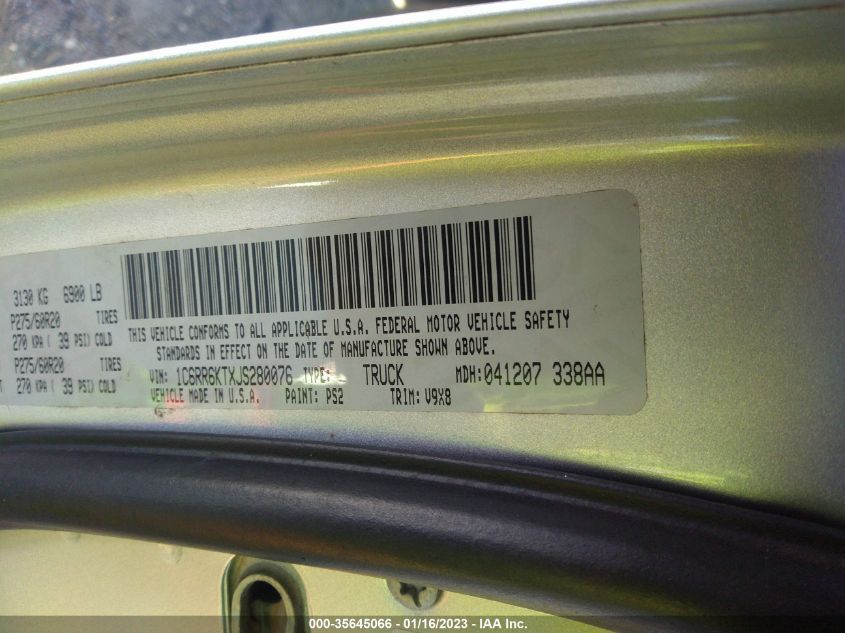 3130 KG 6900 LB
P275/60R20 TIRES
270 KPA ( 39 PSI) COLD
P275/60R20 TIRES
270 KPA ( 39 PSI) COLD
THIS VEHICLE CONFORMS TO ALL APPLICABLE U.S.A. FEDERAL MOTOR VEHICLE SAFETY
STANDARDS IN EFFECT ON THE DATE OF MANUFACTURE SHOWN ABOVE.
VIN: 1C6RR6KTXJS280076 TYPE: TRUCK MDH: 041207 338AA
VEHICLE MADE IN U.S.A. PAINT: PS2 TRIM: V9X8
000-35645066 - 01/16/2023 - IAA Inc.